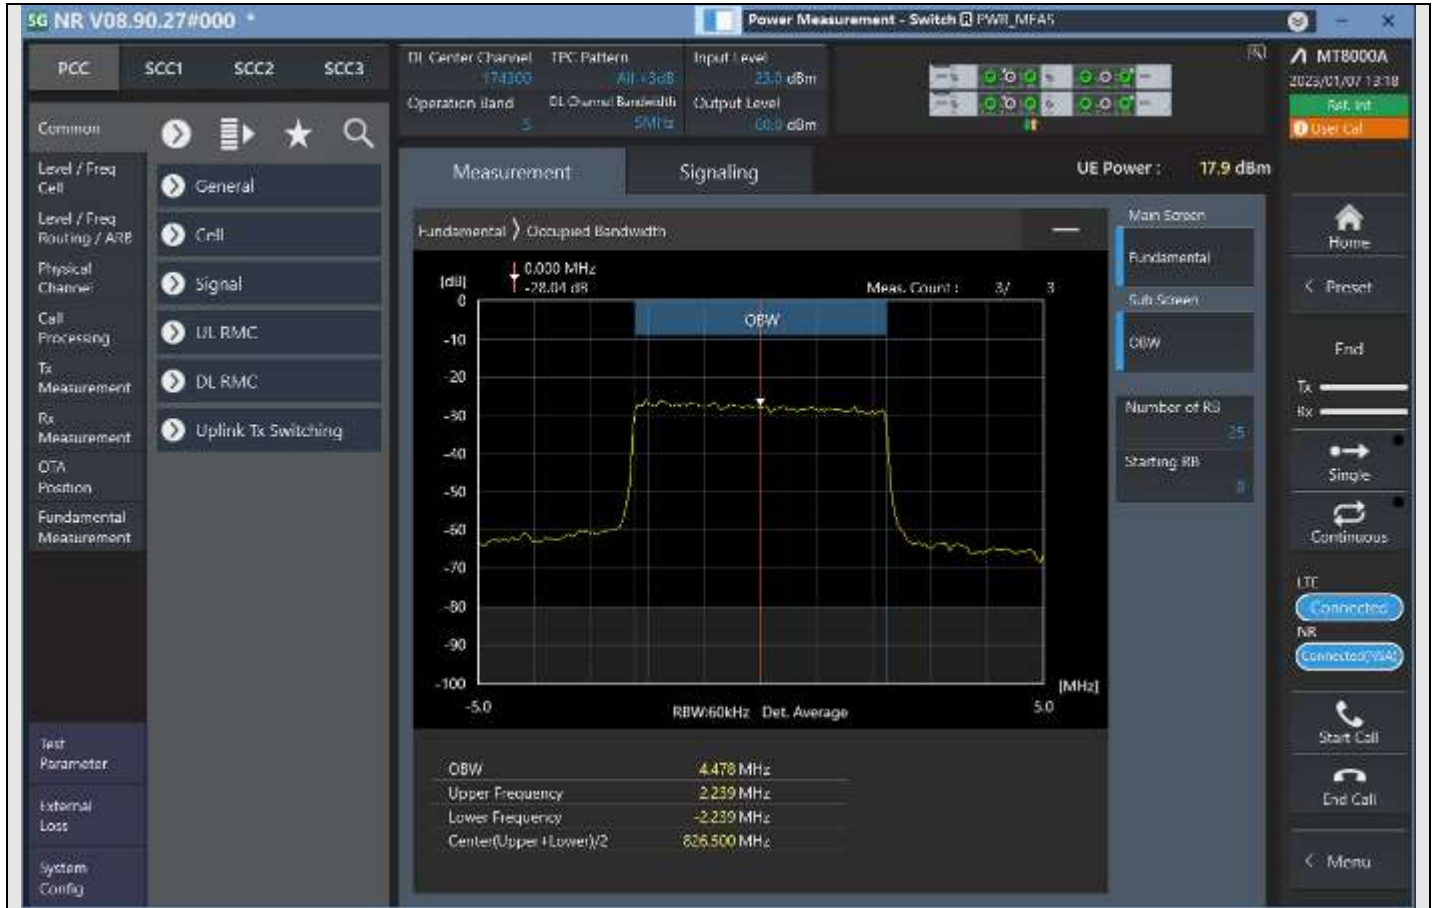 SG NR V08.90.27#000 *
Power Measurement - Switch PWR_MEAS
PCC SCC1 SCC2 SCC3
DL Center Channel TPC Pattern Input Level
174300 All +3dB 23.0 dBm
Operation Band DL Channel Bandwidth Output Level
5 5MHz dBm
MT8000A
2023/01/07 13:18
Ref. Int
User Cal
Common
Level / Freq
Cell
Level / Freq
Routing / ARB
Physical
Channel
Call
Processing
Tx
Measurement
Rx
Measurement
OTA
Position
Fundamental
Measurement
Test
Parameter
External
Loss
System
Config
General
Cell
Signal
UL RMC
DL RMC
Uplink Tx Switching
Measurement Signaling
UE Power : 17.9 dBm
Fundamental Occupied Bandwidth
[dB]
0.000 MHz
-28.04 dB
Meas. Count : 3/ 3
OBW
0
-10
-20
-30
-40
-50
-60
-70
-80
-90
-100
-5.0
5.0
[MHz]
RBW:60kHz Det. Average
OBW 4.478 MHz
Upper Frequency 2.239 MHz
Lower Frequency -2.239 MHz
Center(Upper+Lower)/2 826.500 MHz
Main Screen
Fundamental
Sub Screen
OBW
Number of RB
25
Starting RB
0
Home
< Preset
End
Tx
Rx
Single
Continuous
LTE
Connected
NR
Connected(NSA)
Start Call
End Call
< Menu